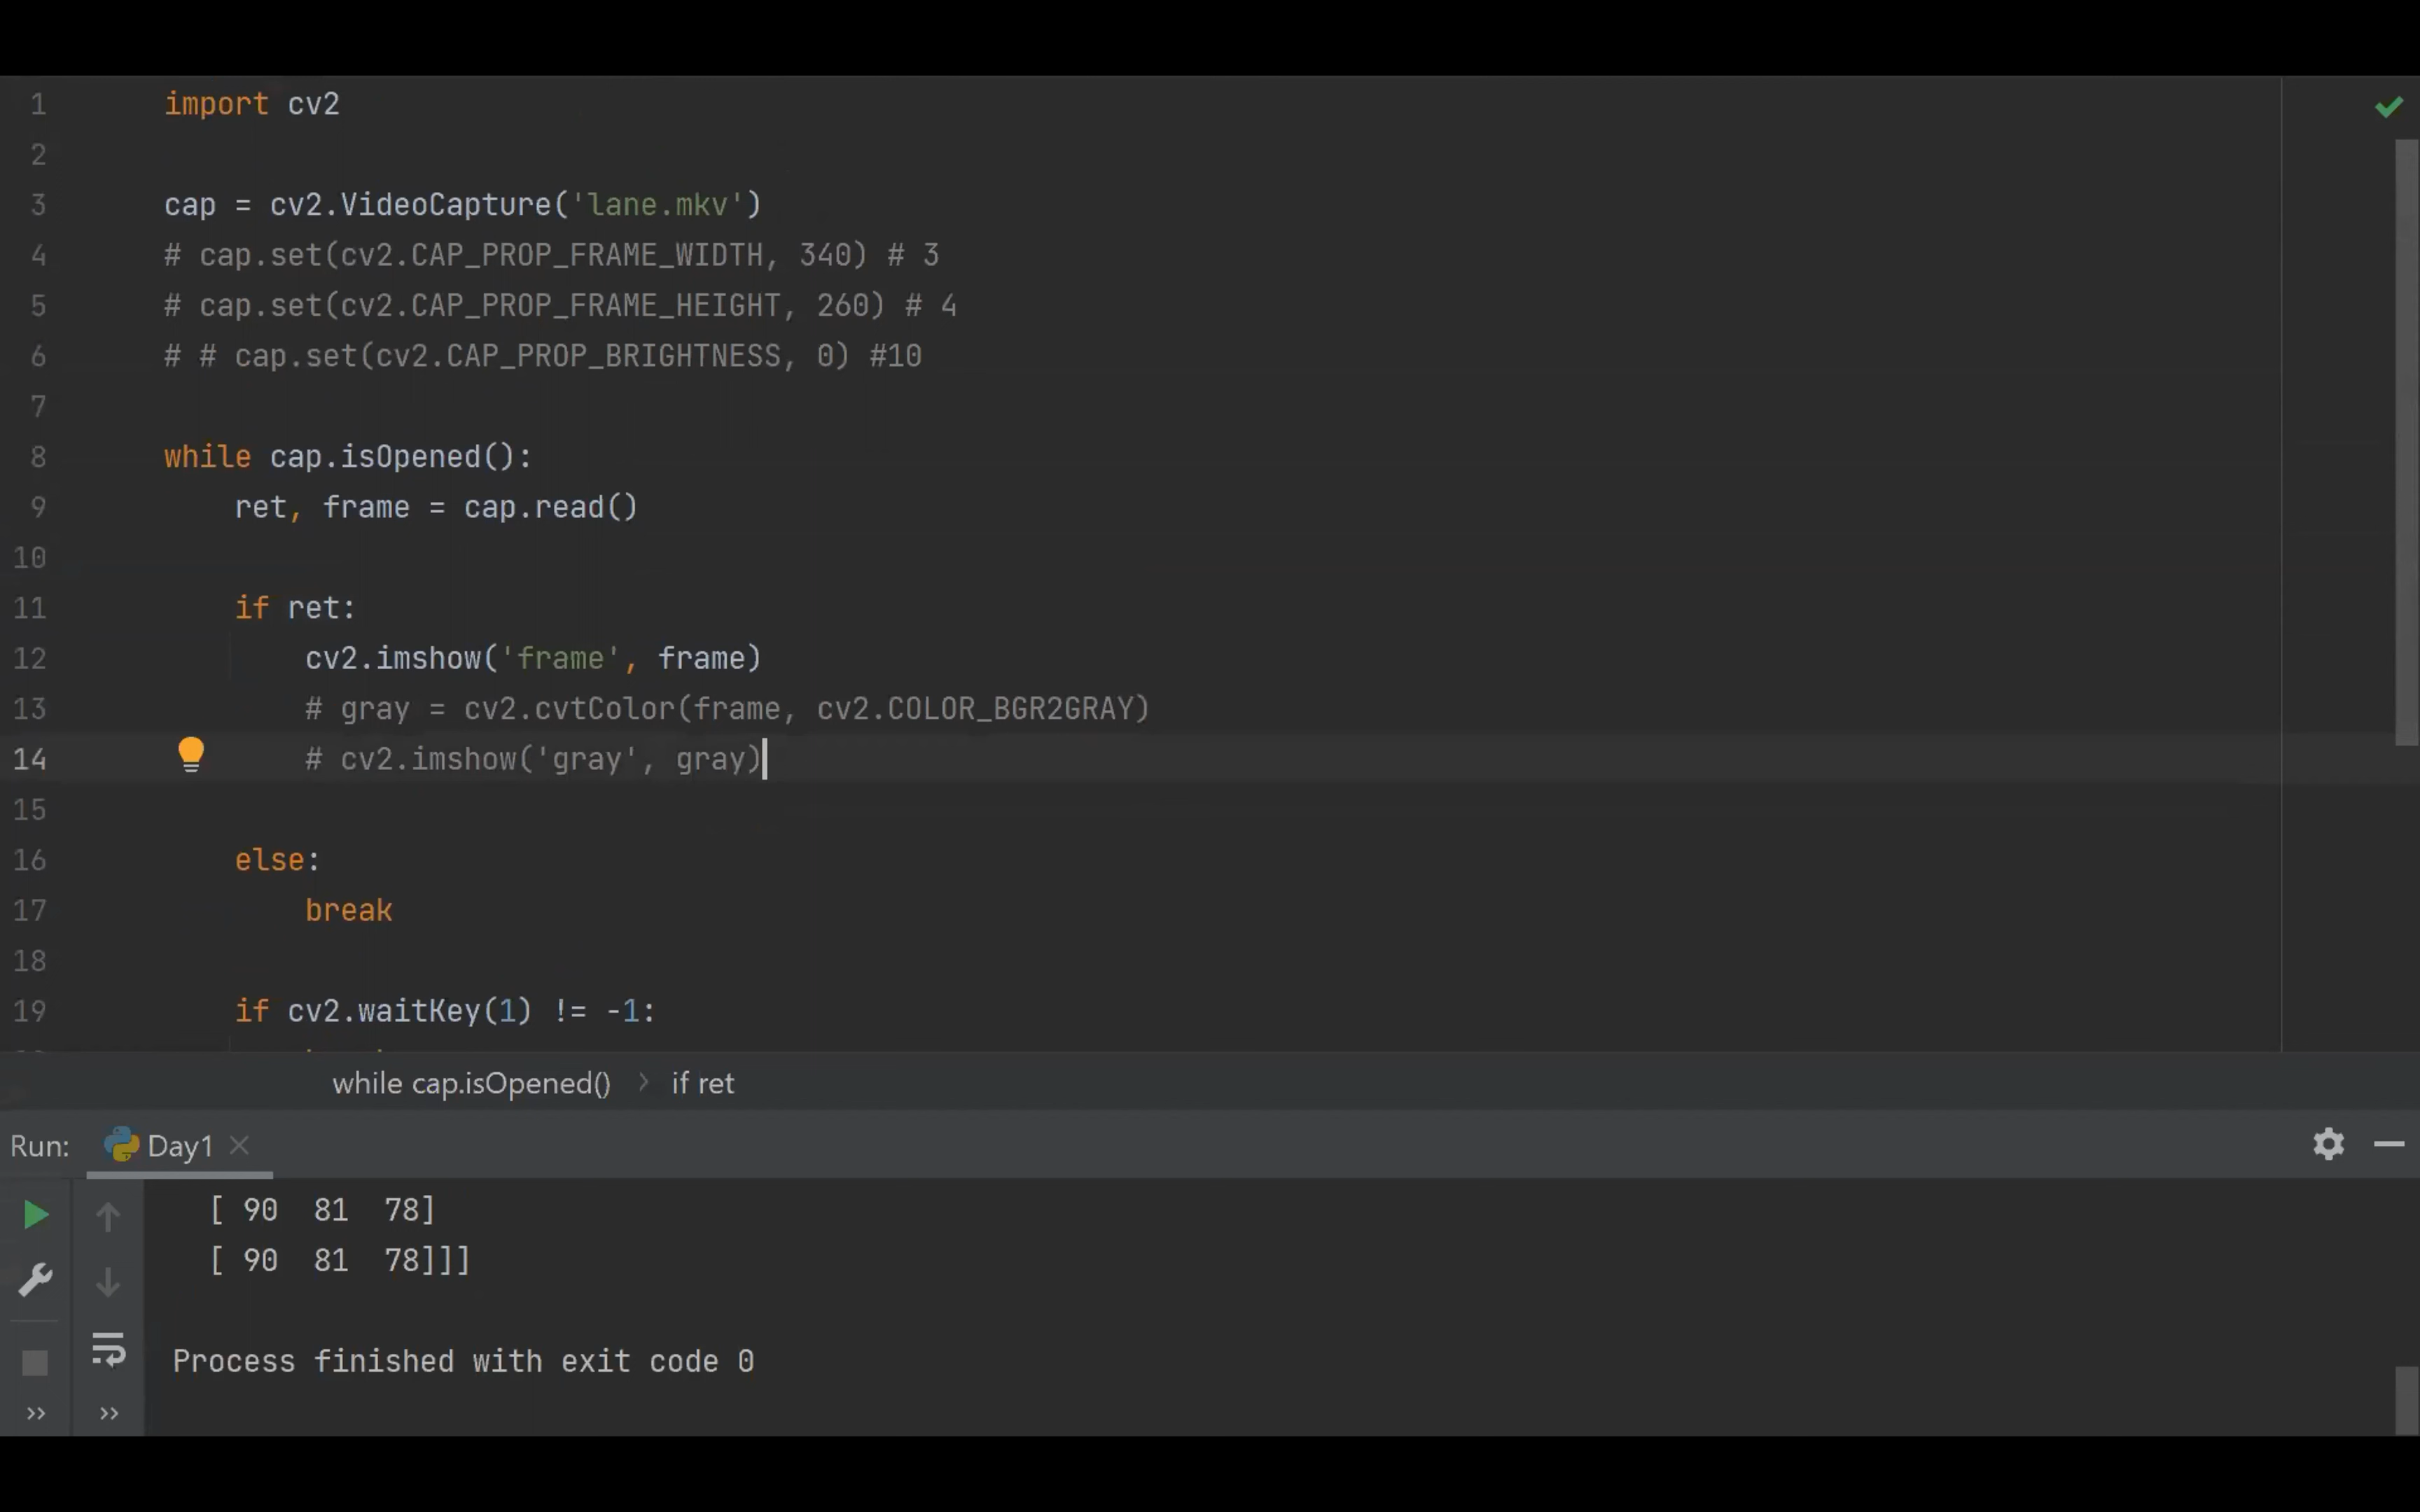 1 import cv2
2
3 cap = cv2.VideoCapture('lane.mkv')
4 # cap.set(cv2.CAP_PROP_FRAME_WIDTH, 340) # 3
5 # cap.set(cv2.CAP_PROP_FRAME_HEIGHT, 260) # 4
6 # # cap.set(cv2.CAP_PROP_BRIGHTNESS, 0) #10
7
8 while cap.isOpened():
9     ret, frame = cap.read()
10
11     if ret:
12         cv2.imshow('frame', frame)
13         # gray = cv2.cvtColor(frame, cv2.COLOR_BGR2GRAY)
14         # cv2.imshow('gray', gray)
15
16     else:
17         break
18
19     if cv2.waitKey(1) != -1:
while cap.isOpened() › if ret
Run: Day1
[ 90  81  78]
[ 90  81  78]]]
Process finished with exit code 0